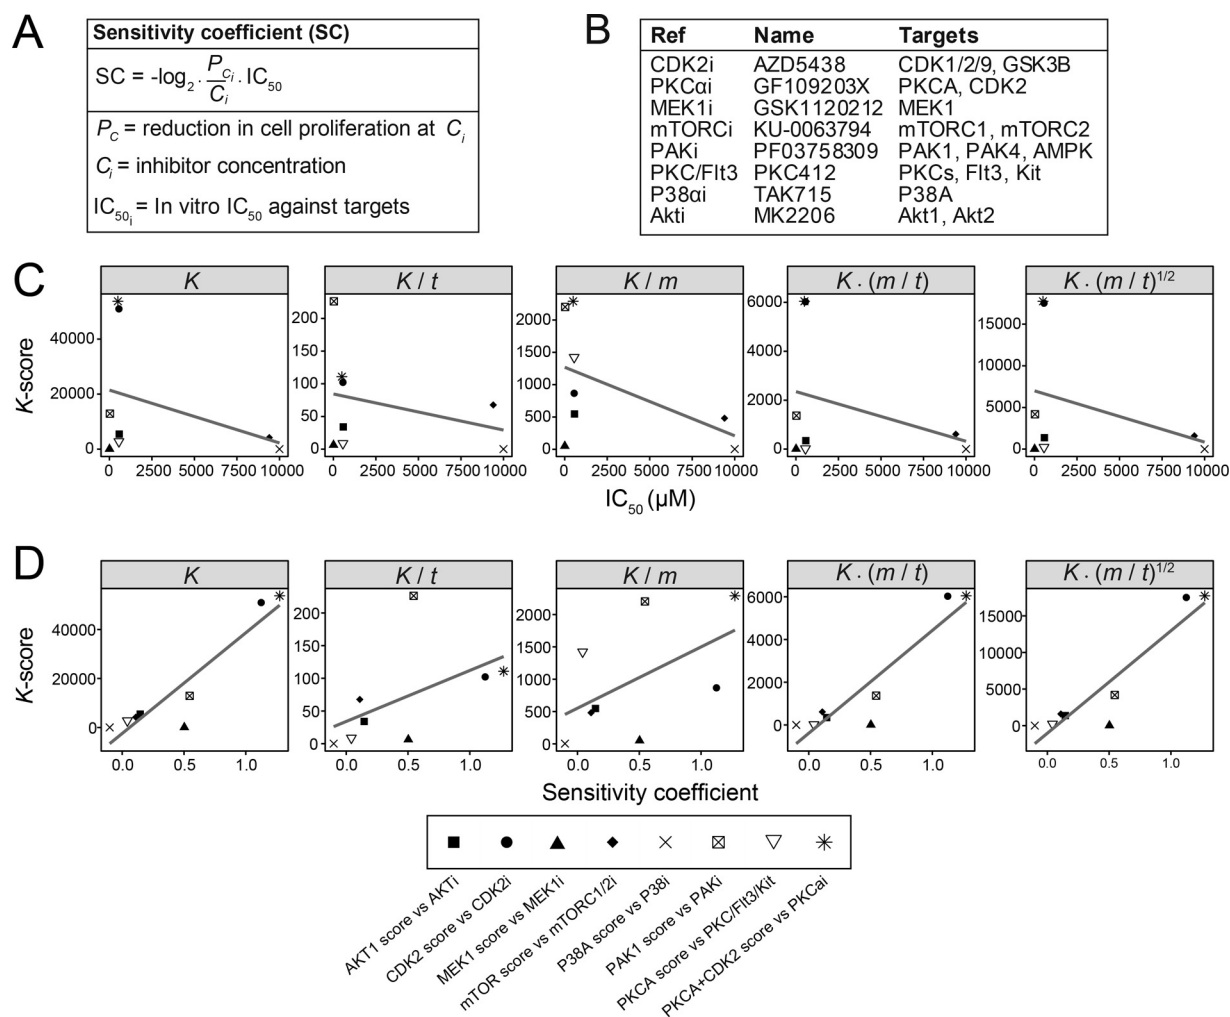 A
Sensitivity coefficient (SC)
SC = -log₂ · P_Ci / C_i · IC₅₀
P_C = reduction in cell proliferation at C_i
C_i = inhibitor concentration
IC₅₀_i = In vitro IC₅₀ against targets
B
Ref Name Targets
CDK2i AZD5438 CDK1/2/9, GSK3B
PKCαi GF109203X PKCA, CDK2
MEK1i GSK1120212 MEK1
mTORCi KU-0063794 mTORC1, mTORC2
PAKi PF03758309 PAK1, PAK4, AMPK
PKC/Flt3 PKC412 PKCs, Flt3, Kit
P38αi TAK715 P38A
Akti MK2206 Akt1, Akt2
C
K
K / t
K / m
K · (m / t)
K · (m / t)¹/²
K-score
40000
20000
0
200
150
100
50
0
2000
1500
1000
500
0
6000
4000
2000
0
15000
10000
5000
0
0 2500 5000 7500 10000
0 2500 5000 7500 10000
0 2500 5000 7500 10000
0 2500 5000 7500 10000
0 2500 5000 7500 10000
IC₅₀ (µM)
D
K
K / t
K / m
K · (m / t)
K · (m / t)¹/²
K-score
40000
20000
0
200
150
100
50
0
2000
1500
1000
500
0
6000
4000
2000
0
15000
10000
5000
0
0.0 0.5 1.0
0.0 0.5 1.0
0.0 0.5 1.0
0.0 0.5 1.0
0.0 0.5 1.0
Sensitivity coefficient
AKT1 score vs AKTi
CDK2 score vs CDK2i
MEK1 score vs MEK1i
mTOR score vs mTORC1/2i
P38A score vs P38i
PAK1 score vs PAKi
PKCA score vs PKC/Flt3/Kit
PKCA+CDK2 score vs PKCai